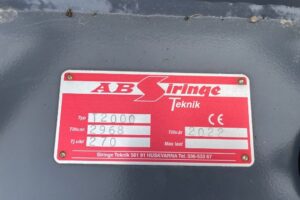 AB Siringe
Teknik
Typ 12000 CE
Tillv.nr. 2968 Tillv.år 2022
Tj.vikt 270 Max last
Siringe Teknik 561 91 HUSKVARNA Tel. 036-533 67